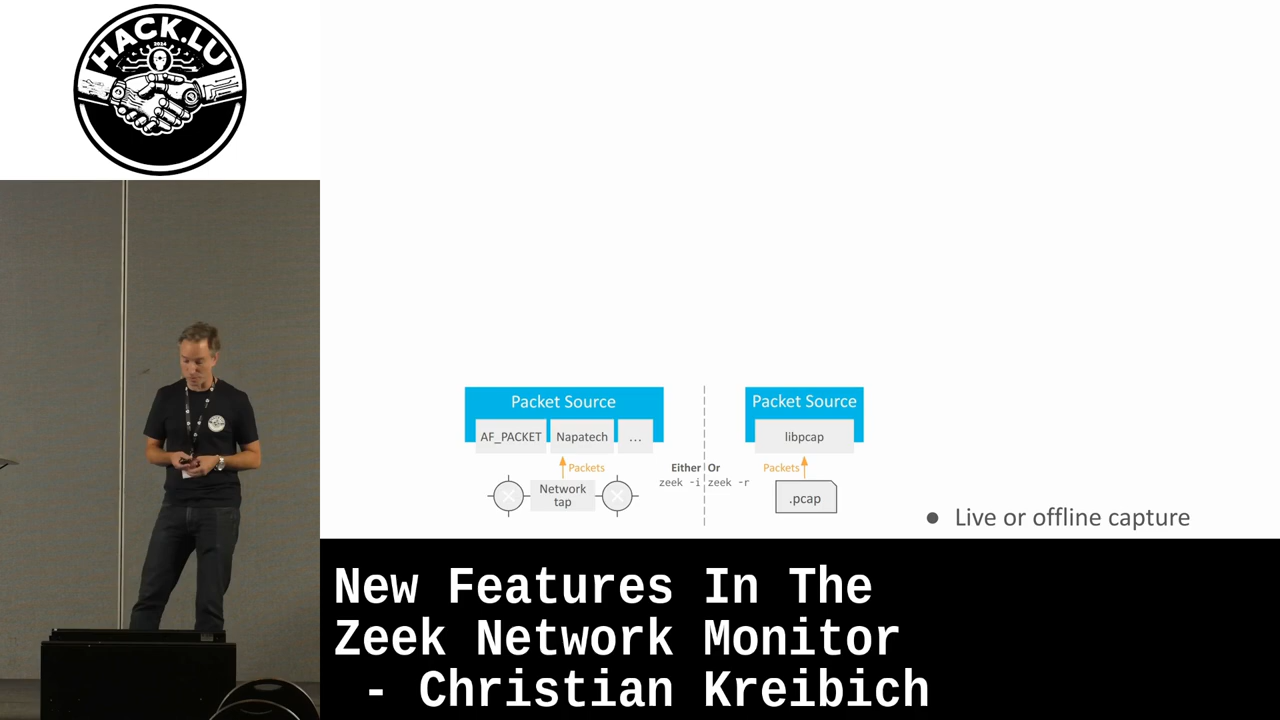 HACK.LU
2024
Packet Source
AF_PACKET
Napatech
...
Packets
Network
tap
Either
Or
zeek -i
zeek -r
Packet Source
libpcap
Packets
.pcap
● Live or offline capture
New Features In The
Zeek Network Monitor
- Christian Kreibich